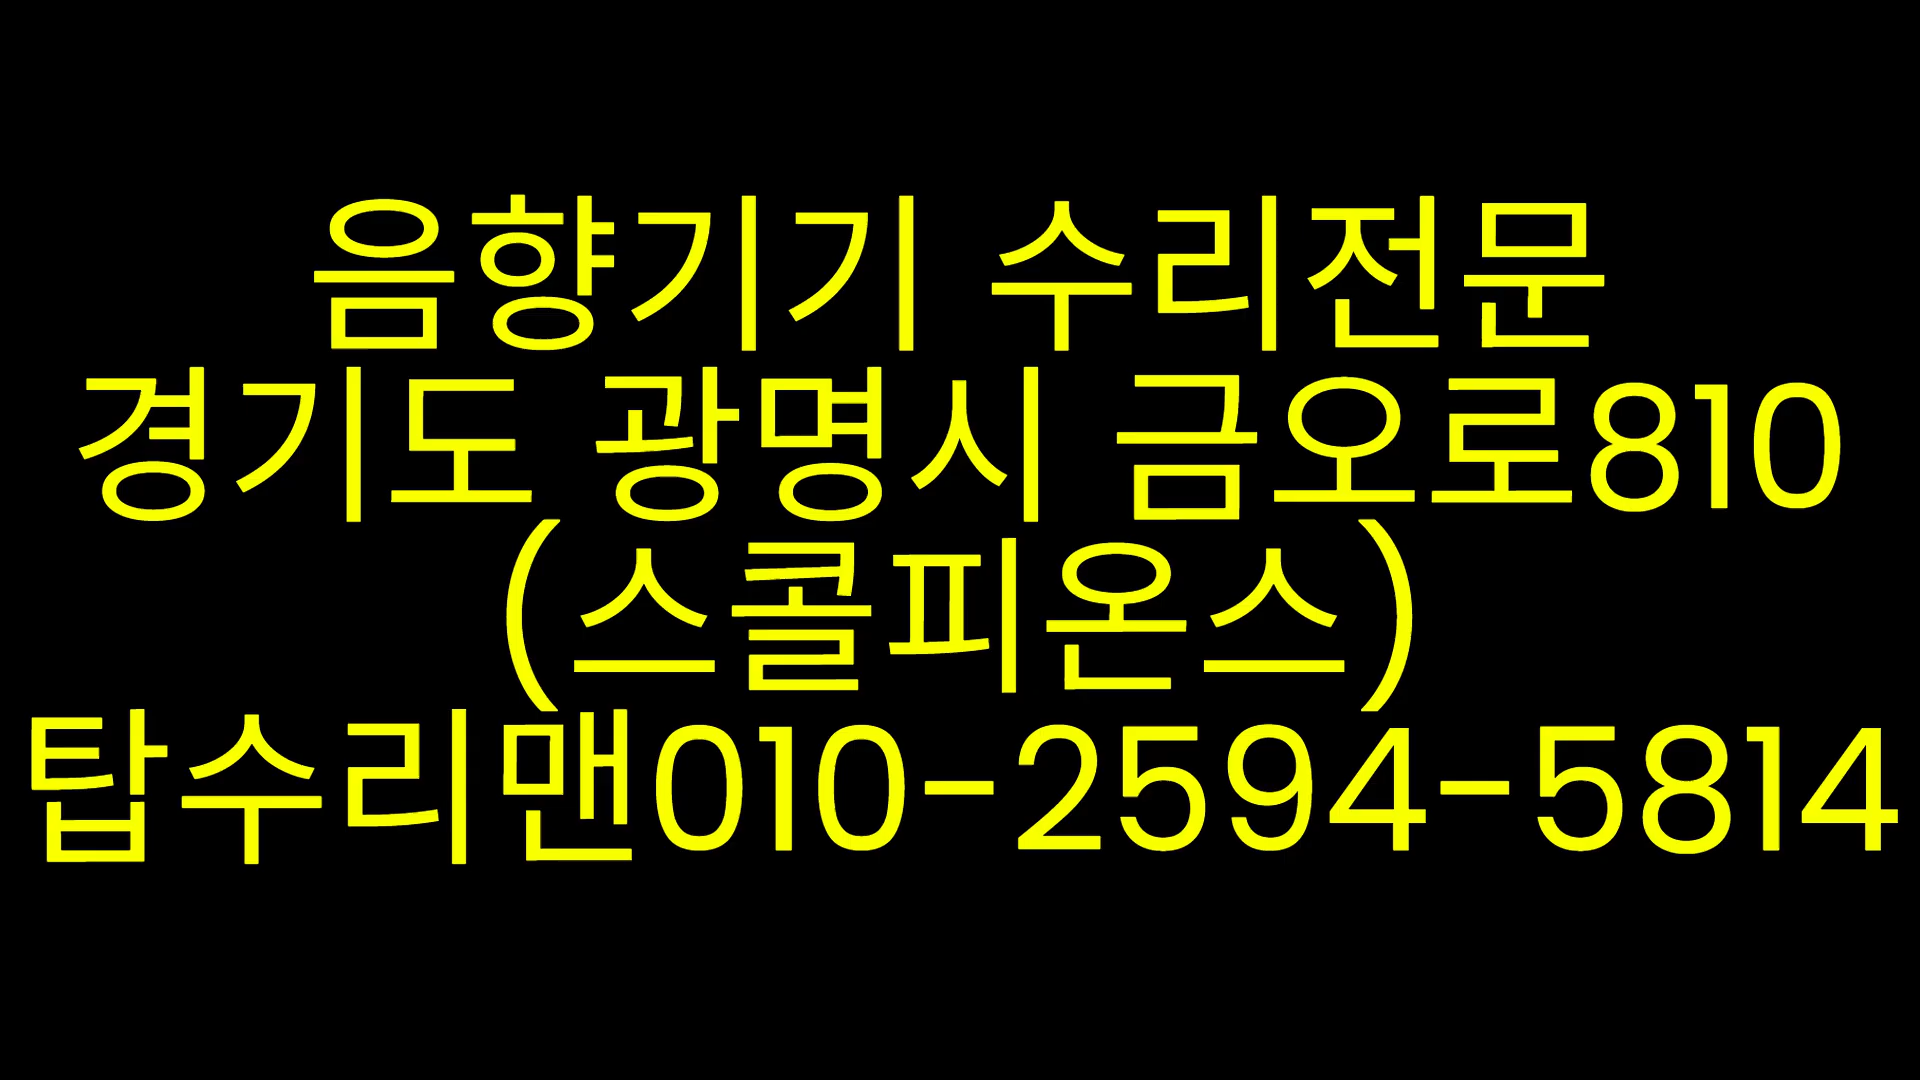 음향기기 수리전문
경기도 광명시 금오로810
(스콜피온스)
탑수리맨010-2594-5814